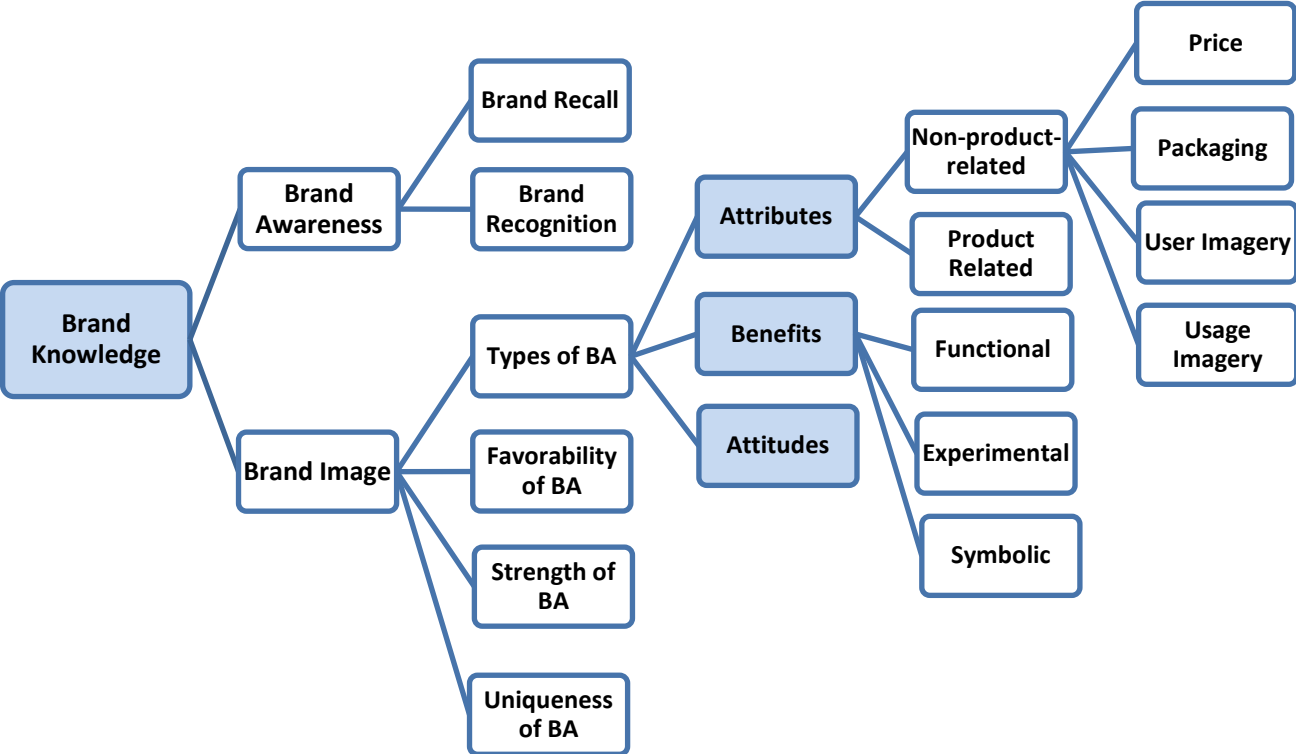 Brand
Knowledge
Brand
Awareness
Brand Image
Brand Recall
Brand
Recognition
Types of BA
Favorability
of BA
Strength of
BA
Uniqueness
of BA
Attributes
Benefits
Attitudes
Non-product-
related
Product
Related
Functional
Experimental
Symbolic
Price
Packaging
User Imagery
Usage
Imagery